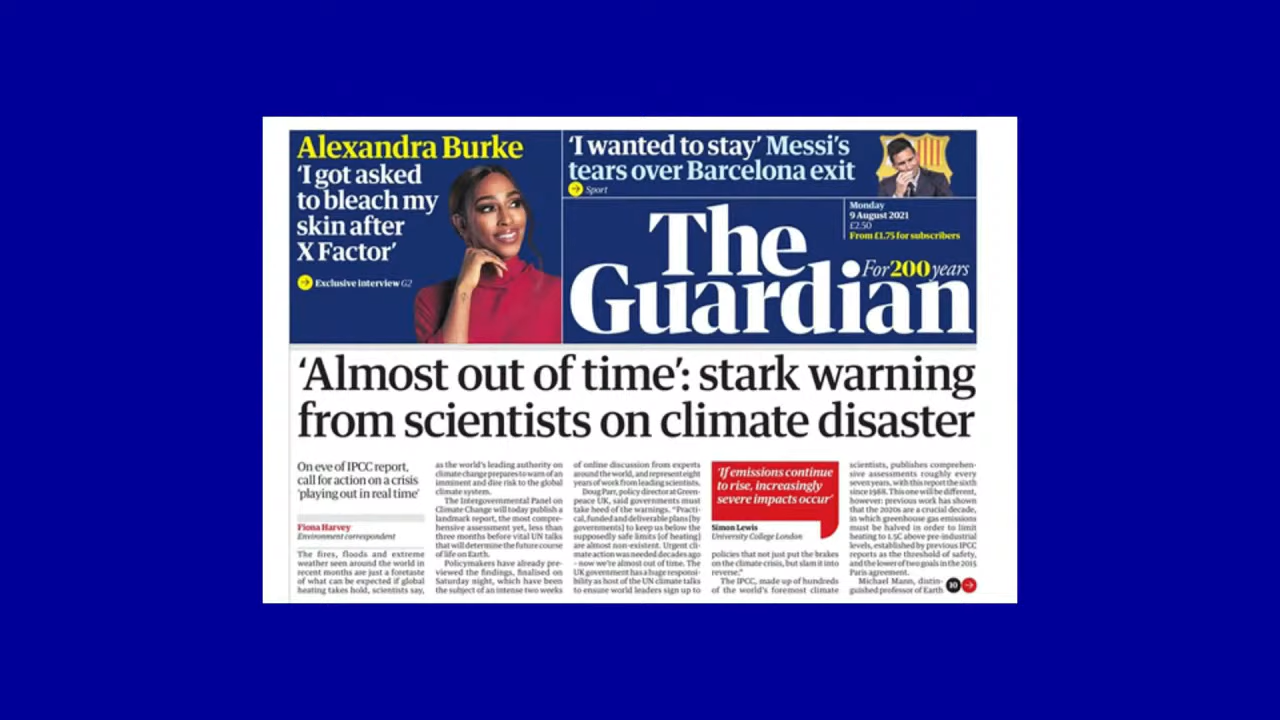 Alexandra Burke
‘I got asked
to bleach my
skin after
X Factor’
Exclusive interview G2
‘I wanted to stay’ Messi’s
tears over Barcelona exit
Sport
Monday
9 August 2021
£2.50
From £1.75 for subscribers
The
Guardian
For 200 years
‘Almost out of time’: stark warning
from scientists on climate disaster
On eve of IPCC report,
call for action on a crisis
‘playing out in real time’
Fiona Harvey
Environment correspondent
The fires, floods and extreme
weather seen around the world in
recent months are just a foretaste
of what can be expected if global
heating takes hold, scientists say,
as the world’s leading authority on
climate change prepares to warn of an
imminent and dire risk to the global
climate system.
The Intergovernmental Panel on
Climate Change will today publish a
landmark report, the most compre-
hensive assessment yet, less than
three months before vital UN talks
that will determine the future course
of life on Earth.
Policymakers have already pre-
viewed the findings, finalised on
Saturday night, which have been
the subject of an intense two weeks
of online discussion from experts
around the world, and represent eight
years of work from leading scientists.
Doug Parr, policy director at Green-
peace UK, said governments must
take heed of the warnings. “Practi-
cal, funded and deliverable plans [by
governments] to keep us below the
supposedly safe limits [of heating]
are almost non-existent. Urgent cli-
mate action was needed decades ago
- now we’re almost out of time. The
UK government has a huge responsi-
bility as host of the UN climate talks
to ensure world leaders sign up to
‘If emissions continue
to rise, increasingly
severe impacts occur’
Simon Lewis
University College London
policies that not just put the brakes
on the climate crisis, but slam it into
reverse.”
The IPCC, made up of hundreds
of the world’s foremost climate
scientists, publishes comprehen-
sive assessments roughly every
seven years, with this report the sixth
since 1988. This one will be different,
however: previous work has shown
that the 2020s are a crucial decade,
in which greenhouse gas emissions
must be halved in order to limit
heating to 1.5C above pre-industrial
levels, established by previous IPCC
reports as the threshold of safety,
and the lower of two goals in the 2015
Paris agreement.
Michael Mann, distin-
guished professor of Earth
10